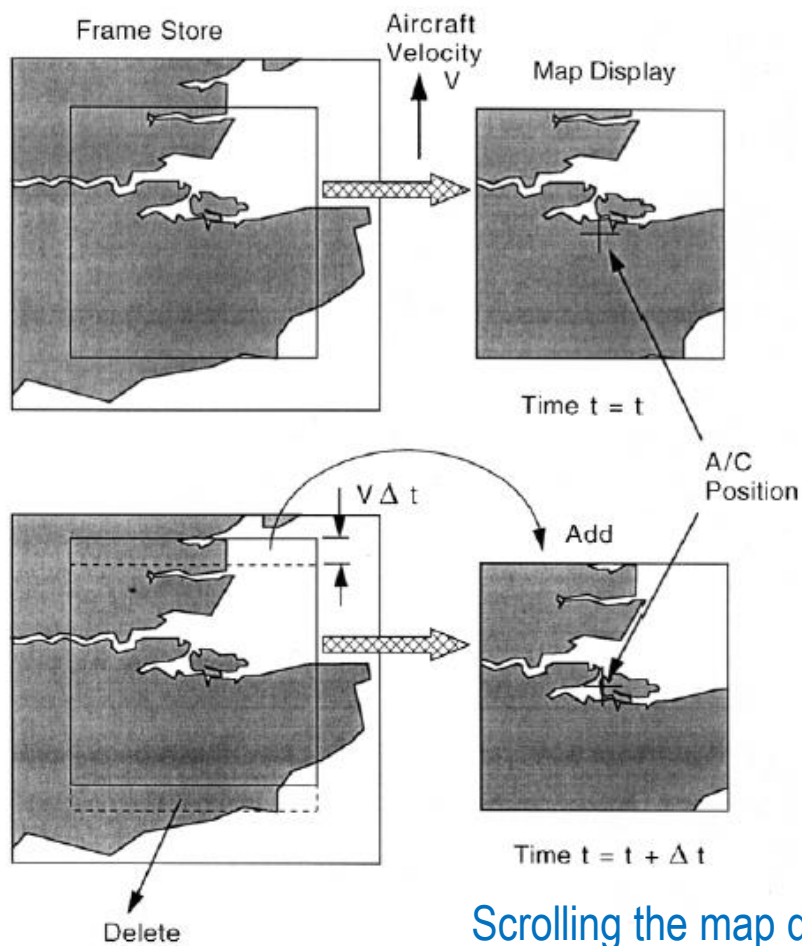 Frame Store
Aircraft
Velocity
V
Map Display
Time t = t
A/C
Position
V Δ t
Add
Time t = t + Δ t
Delete
Scrolling the map